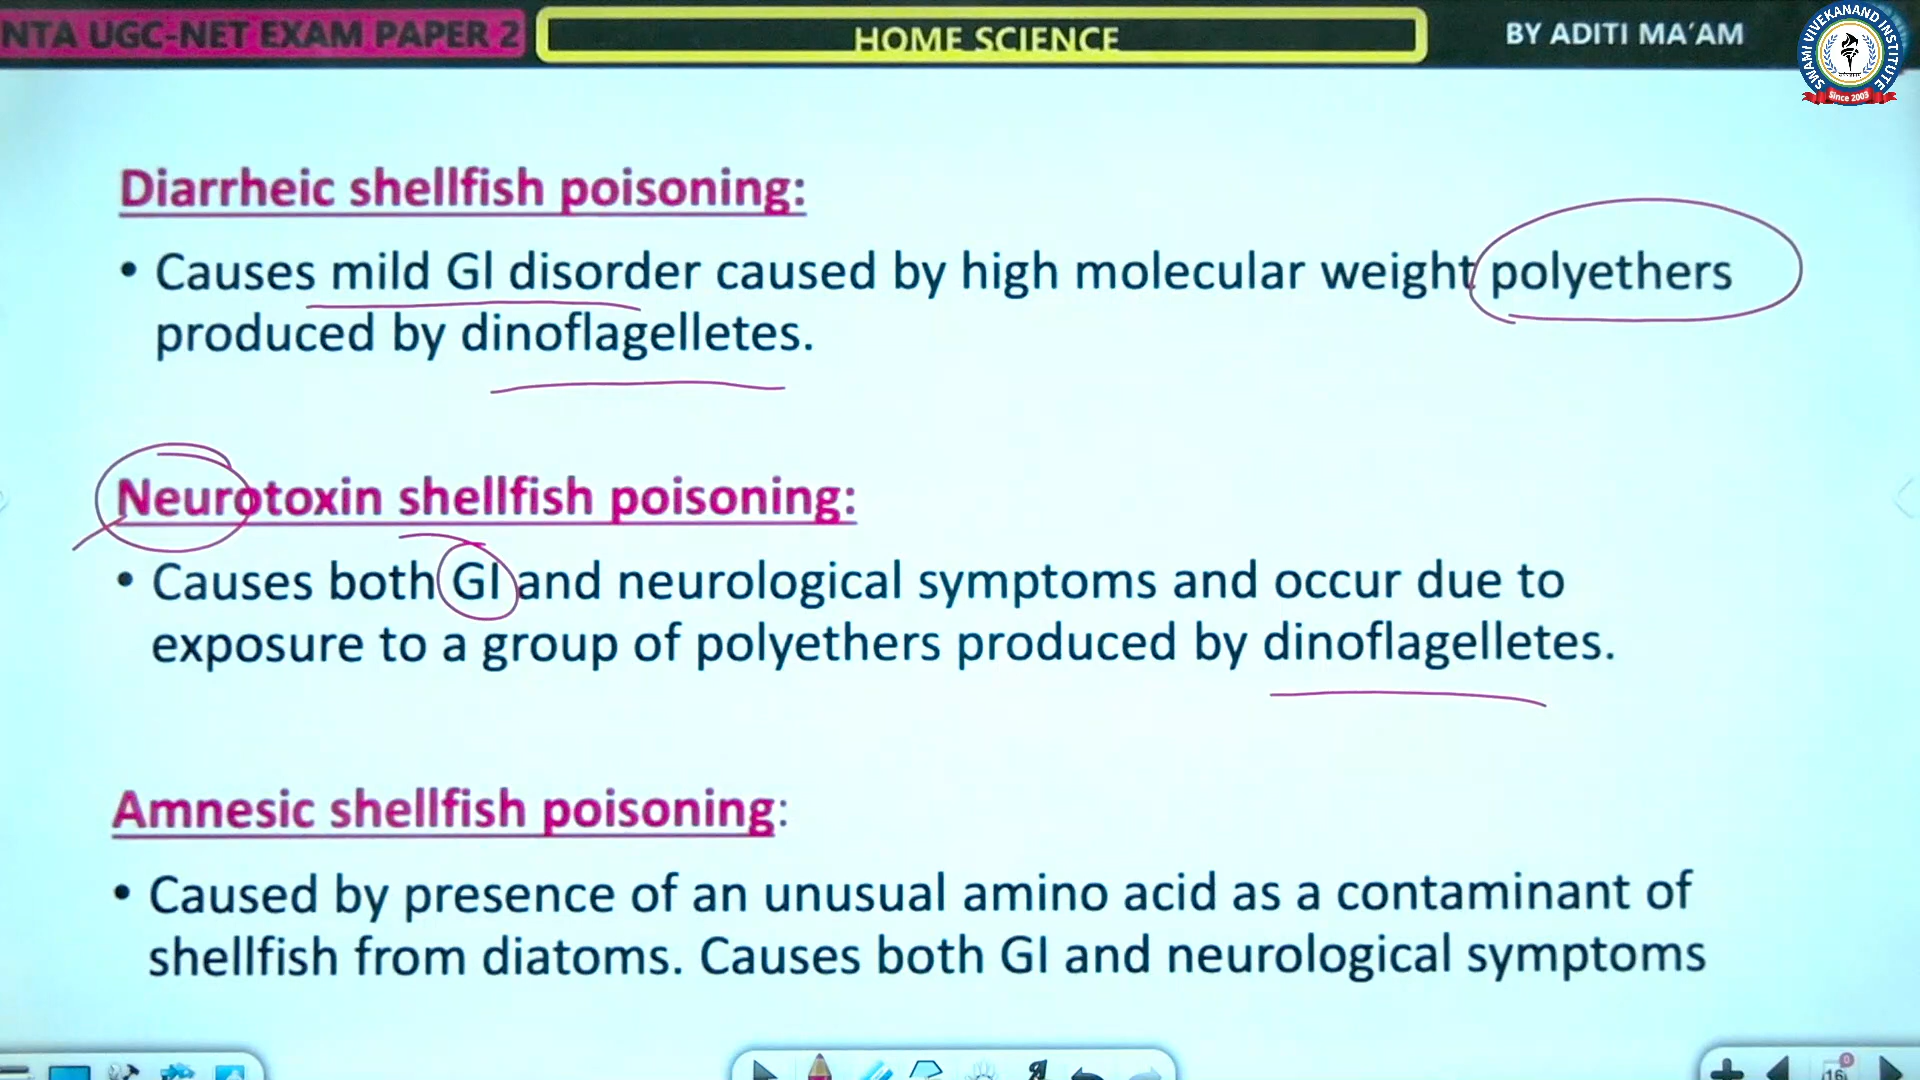 NTA UGC-NET EXAM PAPER 2
HOME SCIENCE
BY ADITI MA'AM
SWAMI VIVEKANAND INSTITUTE
Since 2003
Diarrheic shellfish poisoning:
• Causes mild GI disorder caused by high molecular weight polyethers
produced by dinoflagelletes.
Neurotoxin shellfish poisoning:
• Causes both GI and neurological symptoms and occur due to
exposure to a group of polyethers produced by dinoflagelletes.
Amnesic shellfish poisoning:
• Caused by presence of an unusual amino acid as a contaminant of
shellfish from diatoms. Causes both GI and neurological symptoms
16
0